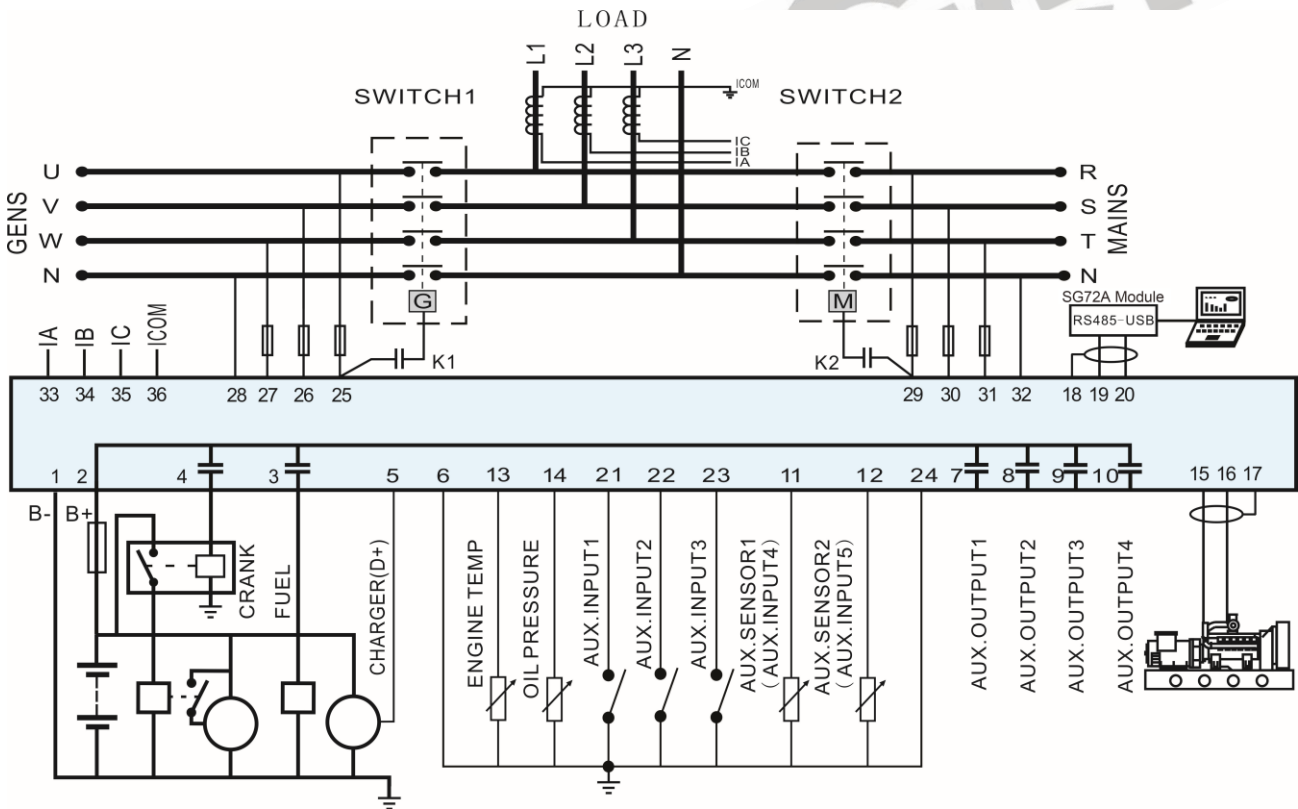 LOAD
L1
L2
L3
N
ICOM
SWITCH1
SWITCH2
IC
IB
IA
GENS
U
V
W
N
R
S
T
N
MAINS
G
M
K1
K2
SG72A Module
RS485-USB
IA
IB
IC
ICOM
33 34 35 36 28 27 26 25 29 30 31 32 18 19 20
1 2 4 3 5 6 13 14 21 22 23 11 12 24 7 8 9 10 15 16 17
B-
B+
CRANK
FUEL
CHARGER(D+)
ENGINE TEMP
OIL PRESSURE
AUX.INPUT1
AUX.INPUT2
AUX.INPUT3
AUX.SENSOR1
(AUX.INPUT4)
AUX.SENSOR2
(AUX.INPUT5)
AUX.OUTPUT1
AUX.OUTPUT2
AUX.OUTPUT3
AUX.OUTPUT4